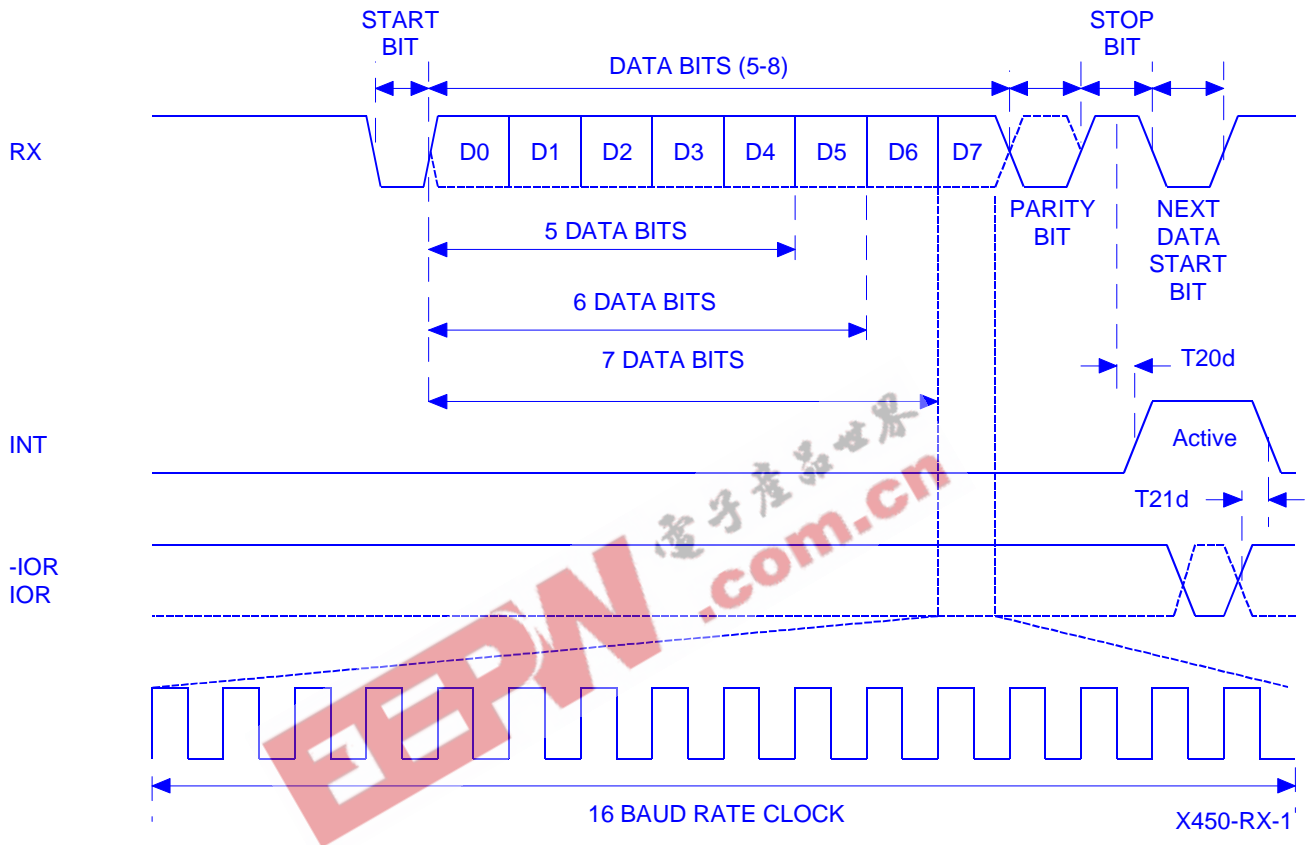 START
BIT
DATA BITS (5-8)
STOP
BIT
RX
D0 D1 D2 D3 D4 D5 D6 D7
PARITY
BIT
NEXT
DATA
START
BIT
5 DATA BITS
6 DATA BITS
7 DATA BITS
T20d
INT
Active
T21d
電子產品世界
EEPW.com.cn
-IOR
IOR
16 BAUD RATE CLOCK
X450-RX-1